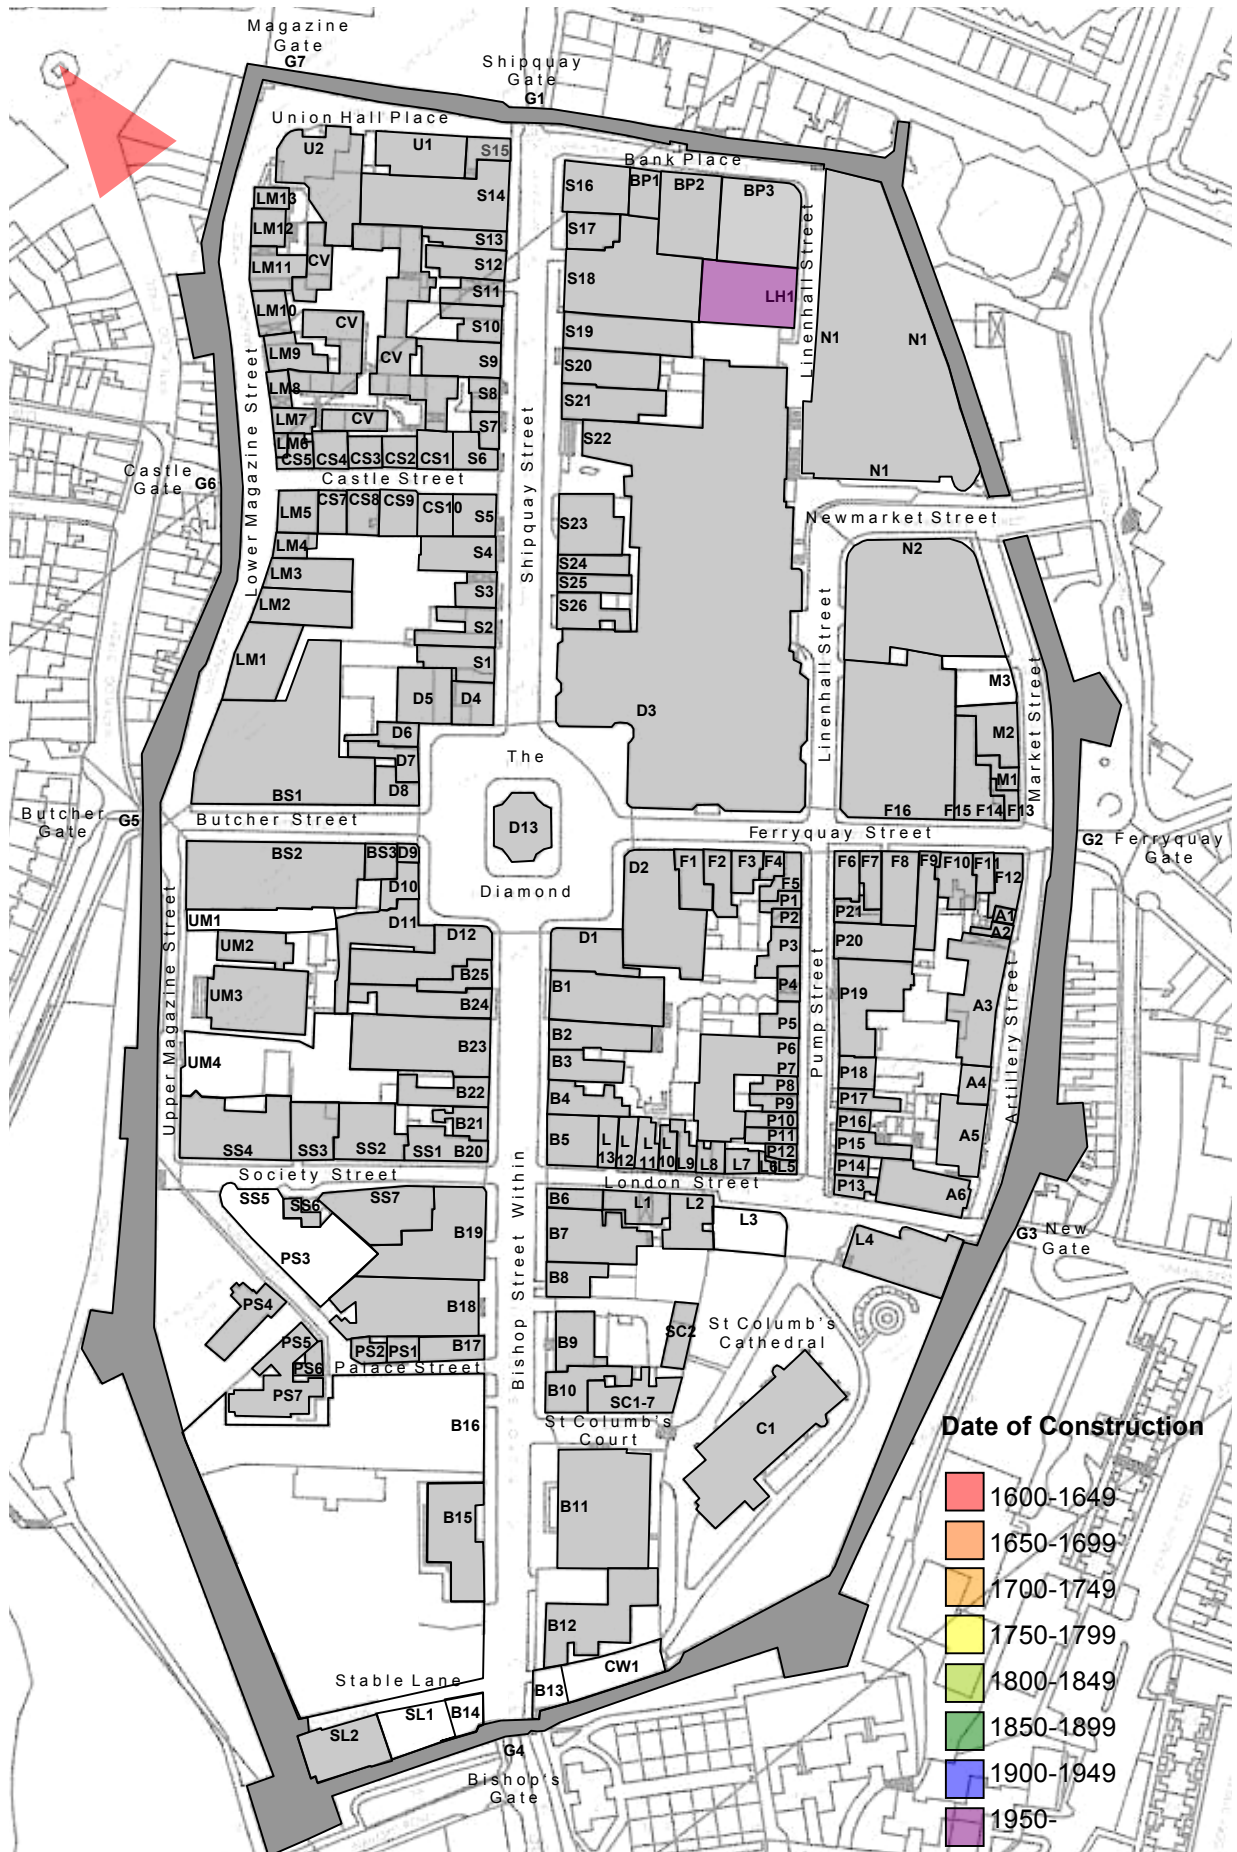 Magazine
Gate
G7
Shipquay
Gate
G1
Union Hall Place
U2
U1
S15
Bank Place
S14
S16
BP1
BP2
BP3
LM13
LM12
S17
S13
CV
LM11
S12
S18
S11
LH1
LM10
CV
S10
S19
N1
N1
LM9
CV
S9
S20
LM8
S8
S21
LM7
CV
S7
S22
LM6
CS5
CS4
CS3
CS2
CS1
S6
Castle
Gate
G6
Castle Street
N1
Lower Magazine Street
Shipquay Street
Linenhall Street
CS7
CS8
CS9
CS10
LM5
S5
S23
Newmarket Street
LM4
S4
N2
S24
LM3
S25
S3
LM2
S26
S2
LM1
S1
M3
D5
D4
D3
Linenhall Street
Market Street
D6
M2
The
D7
M1
D8
BS1
F16
F15
F14
F13
Butcher
Gate
G5
Butcher Street
D13
Ferryquay Street
G2
Ferryquay
Gate
BS2
BS3
D9
D2
F1
F2
F3
F4
F5
F6
F7
F8
F9
F10
F11
F12
Diamond
D10
P1
UM1
D11
P2
P21
A1
A2
UM2
D12
D1
P3
P20
B25
UM3
B24
B1
P4
P19
A3
P5
B2
P6
UM4
B23
B3
P7
P18
B22
P8
A4
B4
P9
P17
Upper Magazine Street
Pump Street
Artillery Street
B21
P10
P16
B5
L
13
L
12
L
11
L
10
L9
L8
L7
L6
L5
P11
P12
P15
A5
SS4
SS3
SS2
SS1
B20
P14
Society Street
London Street
P13
A6
SS5
SS6
SS7
B6
L1
L2
L3
B19
B7
L4
G3
New
Gate
PS3
B8
PS4
B18
Bishop Street Within
B9
SC2
St Columb's
Cathedral
PS5
PS6
PS2
PS1
B17
Palace Street
PS7
B10
SC1-7
B16
St Columb's
Court
C1
B15
B11
B12
Stable Lane
CW1
B13
SL1
B14
SL2
G4
Bishop's
Gate
Date of Construction
1600-1649
1650-1699
1700-1749
1750-1799
1800-1849
1850-1899
1900-1949
1950-